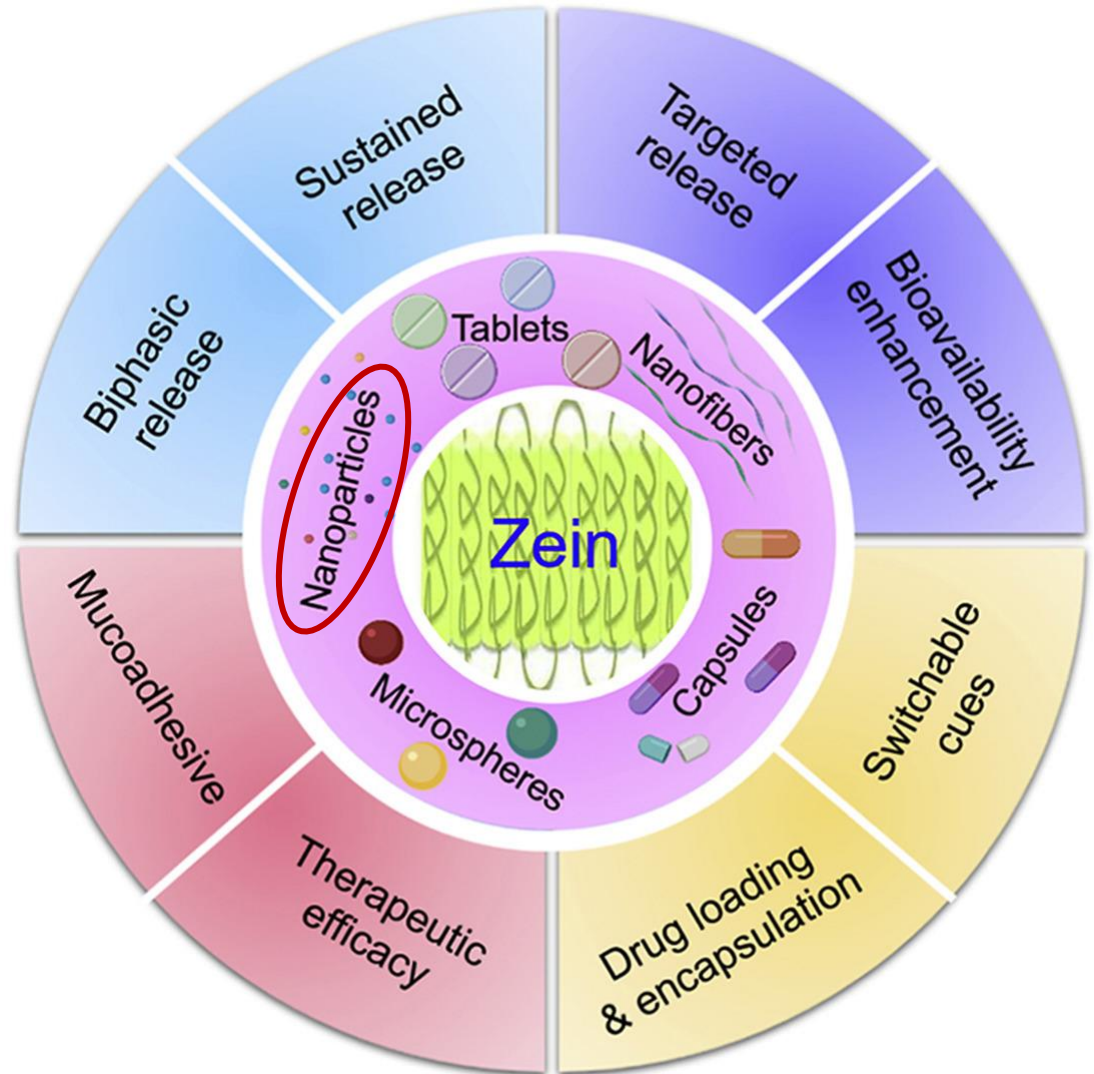 Sustained
release
Targeted
release
Bioavailability
enhancement
Switchable
cues
Drug loading
& encapsulation
Therapeutic
efficacy
Mucoadhesive
Biphasic
release
Tablets
Nanofibers
Capsules
Microspheres
Nanoparticles
Zein